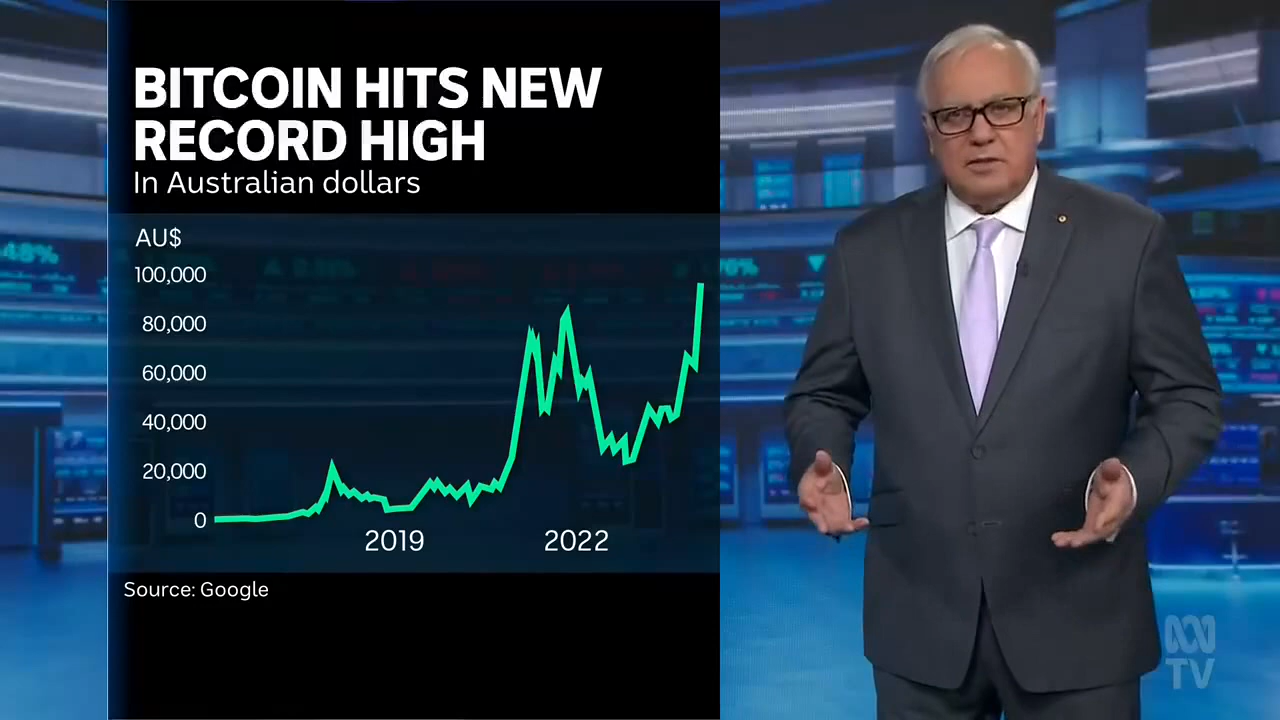 BITCOIN HITS NEW
RECORD HIGH
In Australian dollars
AU$
100,000
80,000
60,000
40,000
20,000
0
2019
2022
Source: Google
TV